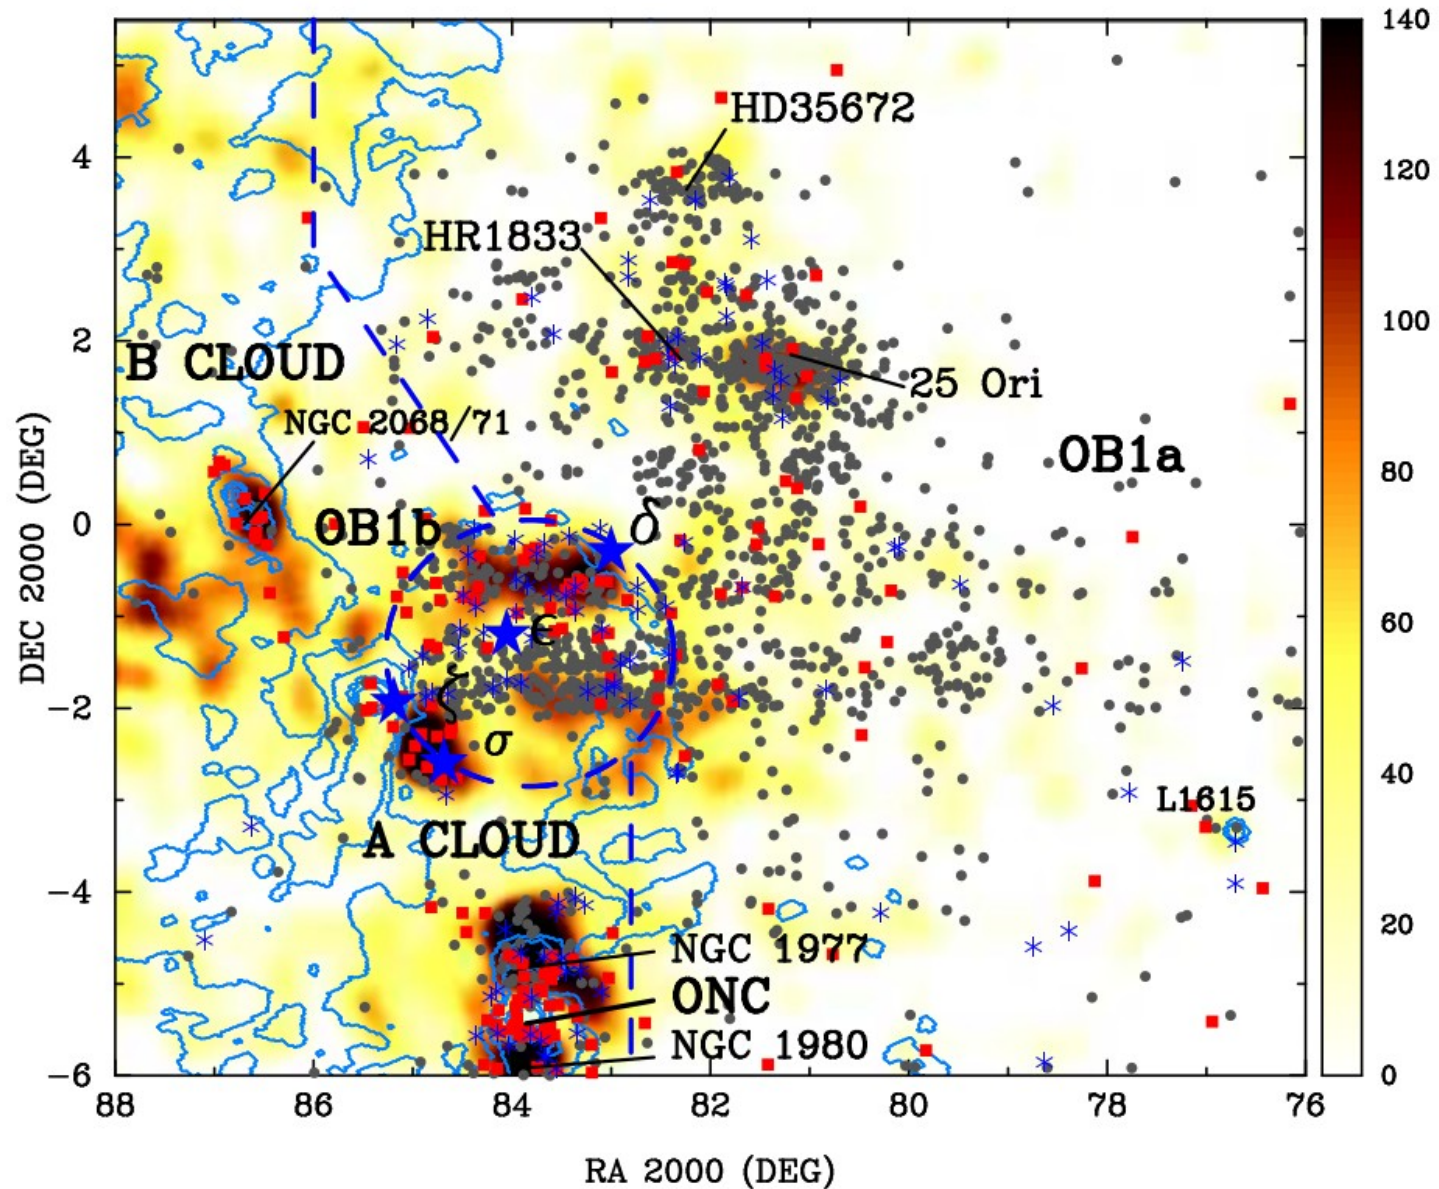 140
HD35672
4
120
HR1833
100
2
B CLOUD
25 Ori
NGC 2068/71
OB1a
80
DEC 2000 (DEG)
0
OB1b
δ
60
ϵ
−2
ζ
σ
40
L1615
A CLOUD
−4
20
NGC 1977
ONC
NGC 1980
−6
0
88 86 84 82 80 78 76
RA 2000 (DEG)